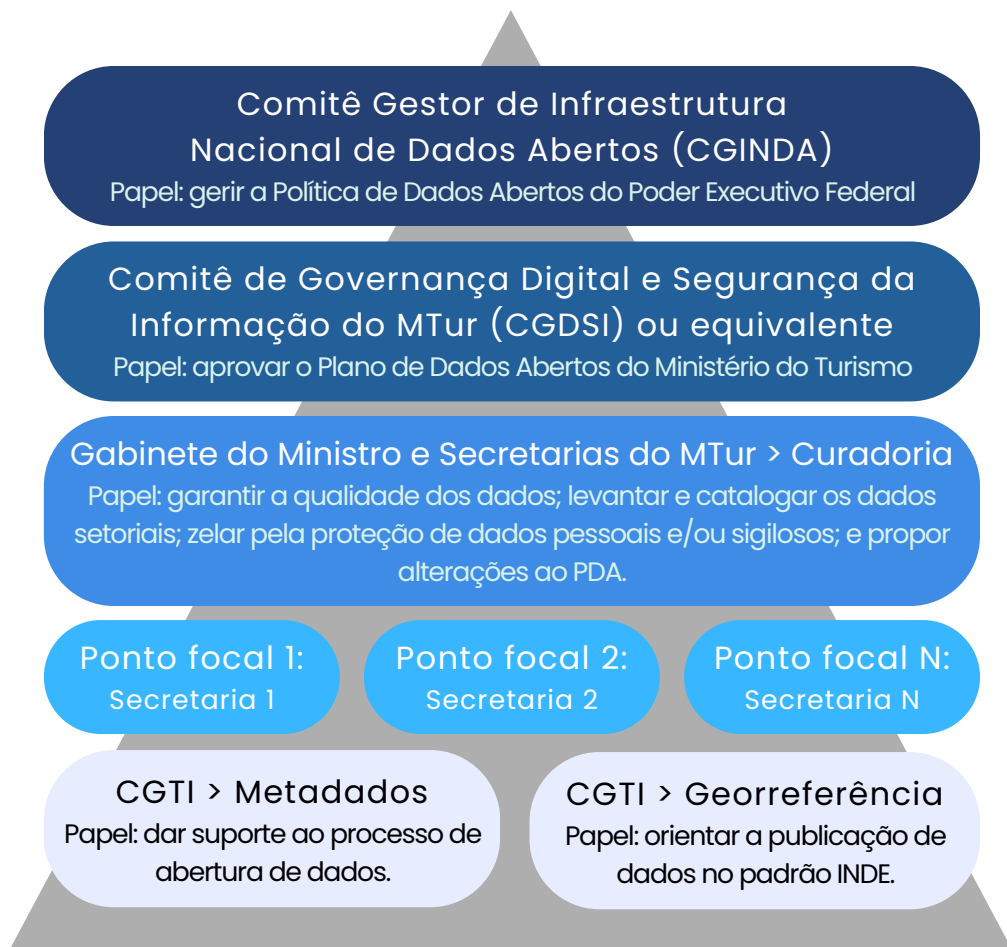 Comitê Gestor de Infraestrutura
Nacional de Dados Abertos (CGINDA)
Papel: gerir a Política de Dados Abertos do Poder Executivo Federal
Comitê de Governança Digital e Segurança da
Informação do MTur (CGDSI) ou equivalente
Papel: aprovar o Plano de Dados Abertos do Ministério do Turismo
Gabinete do Ministro e Secretarias do MTur > Curadoria
Papel: garantir a qualidade dos dados; levantar e catalogar os dados
setoriais; zelar pela proteção de dados pessoais e/ou sigilosos; e propor
alterações ao PDA.
Ponto focal 1:
Secretaria 1
Ponto focal 2:
Secretaria 2
Ponto focal N:
Secretaria N
CGTI > Metadados
Papel: dar suporte ao processo de
abertura de dados.
CGTI > Georreferência
Papel: orientar a publicação de
dados no padrão INDE.